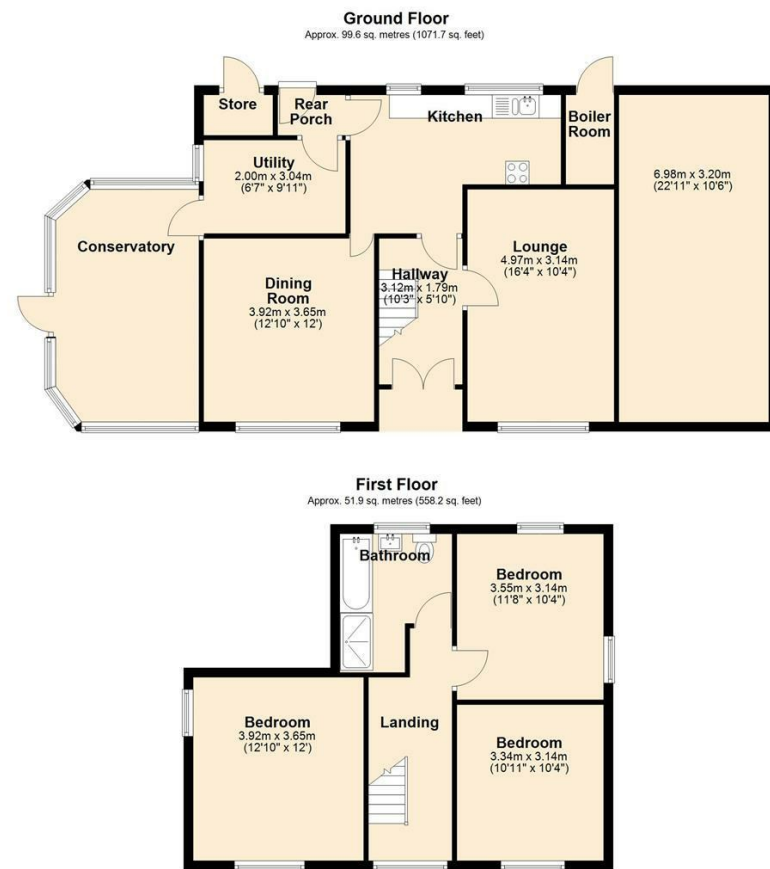 Ground Floor
Approx. 99.6 sq. metres (1071.7 sq. feet)
Store
Rear
Porch
Kitchen
Boiler
Room
Utility
2.00m x 3.04m
(6'7" x 9'11")
6.98m x 3.20m
(22'11" x 10'6")
Conservatory
Lounge
4.97m x 3.14m
(16'4" x 10'4")
Hallway
3.12m x 1.79m
(10'3" x 5'10")
Dining
Room
3.92m x 3.65m
(12'10" x 12')
First Floor
Approx. 51.9 sq. metres (558.2 sq. feet)
Bathroom
Bedroom
3.55m x 3.14m
(11'8" x 10'4")
Bedroom
3.92m x 3.65m
(12'10" x 12')
Landing
Bedroom
3.34m x 3.14m
(10'11" x 10'4")